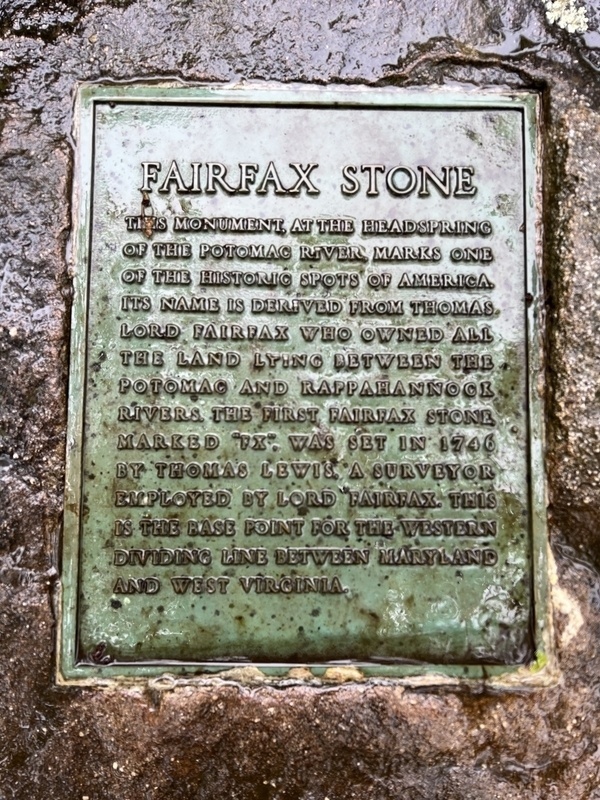 FAIRFAX STONE
THIS MONUMENT, AT THE HEADSPRING
OF THE POTOMAC RIVER, MARKS ONE
OF THE HISTORIC SPOTS OF AMERICA.
ITS NAME IS DERIVED FROM THOMAS
LORD FAIRFAX WHO OWNED ALL
THE LAND LYING BETWEEN THE
POTOMAC AND RAPPAHANNOCK
RIVERS. THE FIRST FAIRFAX STONE,
MARKED "FX", WAS SET IN 1746
BY THOMAS LEWIS, A SURVEYOR
EMPLOYED BY LORD FAIRFAX. THIS
IS THE BASE POINT FOR THE WESTERN
DIVIDING LINE BETWEEN MARYLAND
AND WEST VIRGINIA.